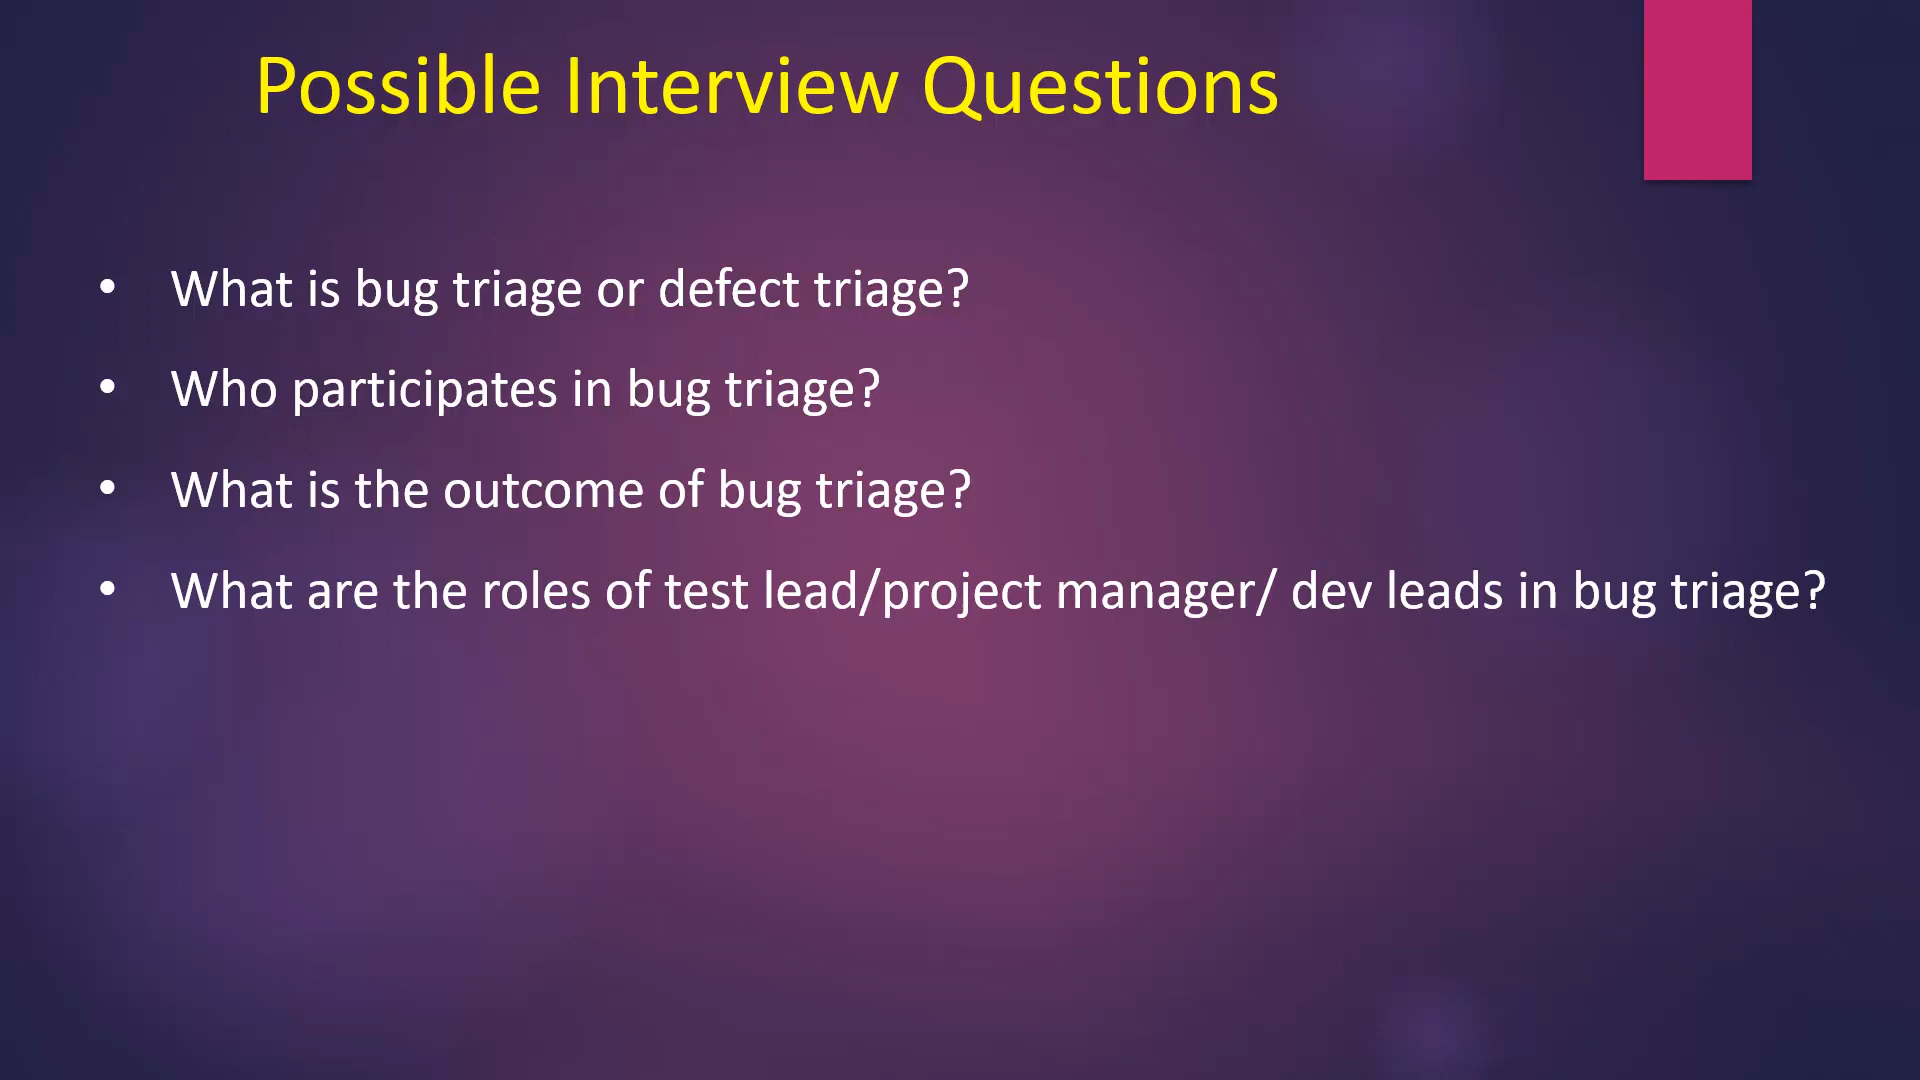 Possible Interview Questions
• What is bug triage or defect triage?
• Who participates in bug triage?
• What is the outcome of bug triage?
• What are the roles of test lead/project manager/ dev leads in bug triage?